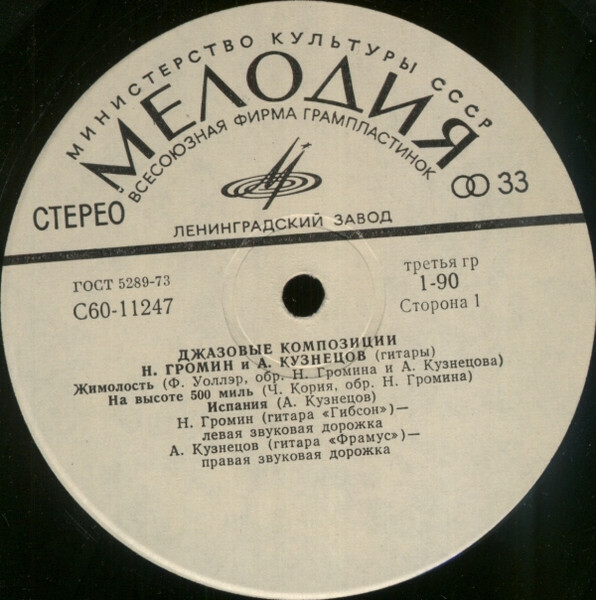 МИНИСТЕРСТВО КУЛЬТУРЫ СССР
МЕЛОДИЯ
ВСЕСОЮЗНАЯ ФИРМА ГРАМПЛАСТИНОК
СТЕРЕО
33
ЛЕНИНГРАДСКИЙ ЗАВОД
ГОСТ 5289-73
С60-11247
третья гр
1-90
Сторона 1
ДЖАЗОВЫЕ КОМПОЗИЦИИ
Н. ГРОМИН и А. КУЗНЕЦОВ (гитары)
Жимолость (Ф. Уоллэр, обр. Н. Громина и А. Кузнецова)
На высоте 500 миль (Ч. Кория, обр. Н. Громина)
Испания (А. Кузнецов)
Н. Громин (гитара «Гибсон»)—
левая звуковая дорожка
А. Кузнецов (гитара «Фрамус»)—
правая звуковая дорожка